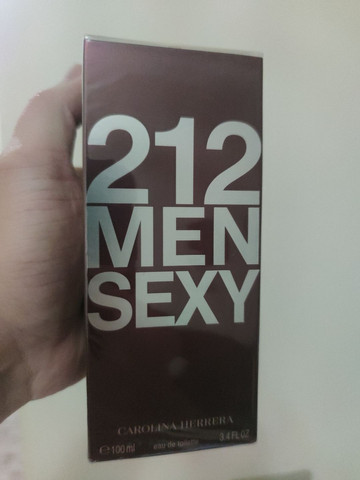 212
MEN
SEXY
CAROLINA HERRERA
℮ 100 ml eau de toilette 3.4 FL.OZ